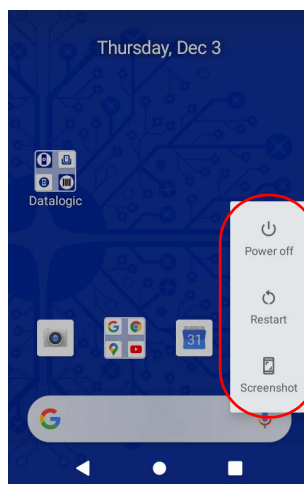 Thursday, Dec 3
Datalogic
Power off
Restart
31
Screenshot